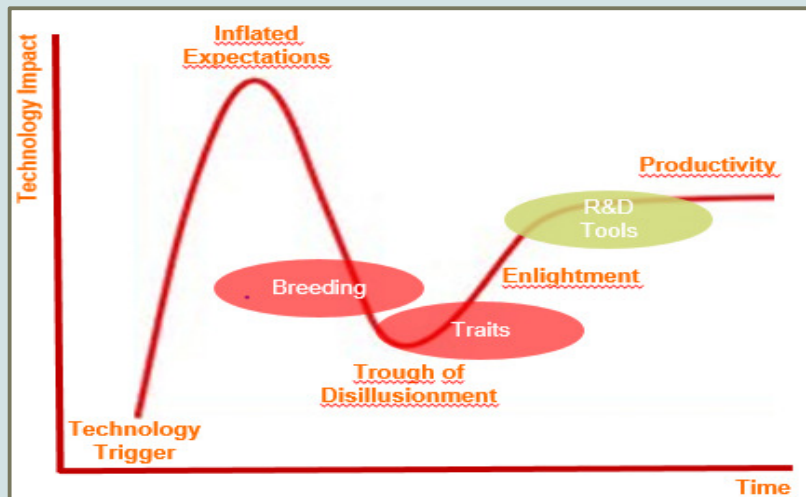 Inflated
Expectations
Technology Impact
Productivity
R&D
Tools
Enlightment
Breeding
Traits
Trough of
Disillusionment
Technology
Trigger
Time